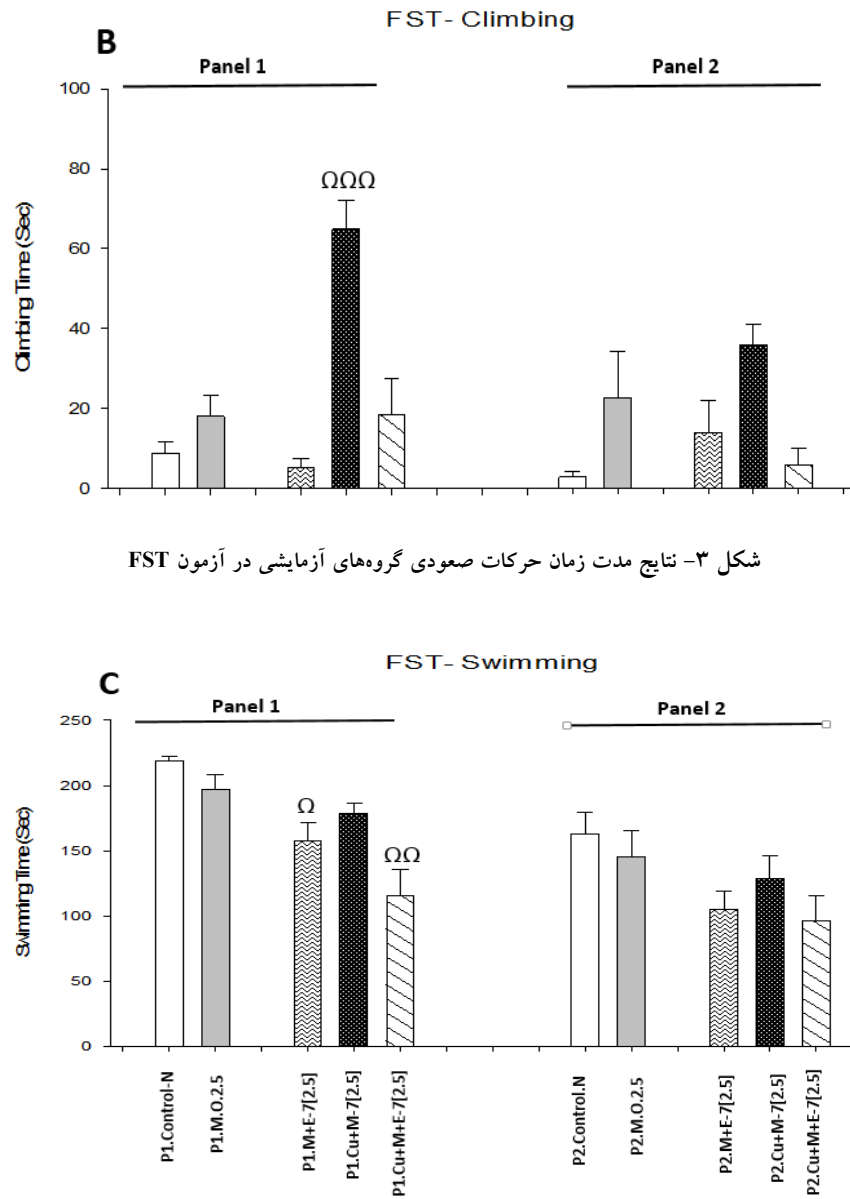 FST- Climbing
B
Panel 1
Panel 2
100
80
60
40
20
0
Climbing Time (Sec)
ΩΩΩ
شکل ۳- نتایج مدت زمان حرکات صعودی گروه‌های آزمایشی در آزمون FST
FST- Swimming
C
Panel 1
Panel 2
250
200
150
100
50
0
Swimming Time (Sec)
Ω
ΩΩ
P1.Control-N
P1.M.O.2.5
P1.M+E-7[2.5]
P1.Cu+M-7[2.5]
P1.Cu+M+E-7[2.5]
P2.Control.N
P2.M.O.2.5
P2.M+E-7[2.5]
P2.Cu+M-7[2.5]
P2.Cu+M+E-7[2.5]